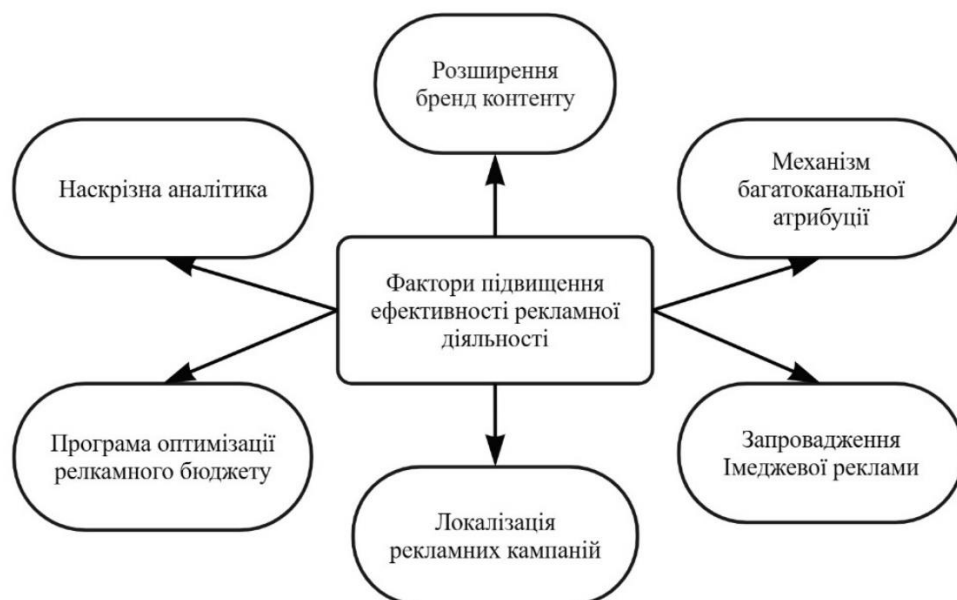 Розширення
бренд контенту
Наскрізна аналітика
Механізм
багатоканальної
атрибуції
Фактори підвищення
ефективності рекламної
діяльності
Програма оптимізації
релкамного бюджету
Запровадження
Імеджевої реклами
Локалізація
рекламних кампаній